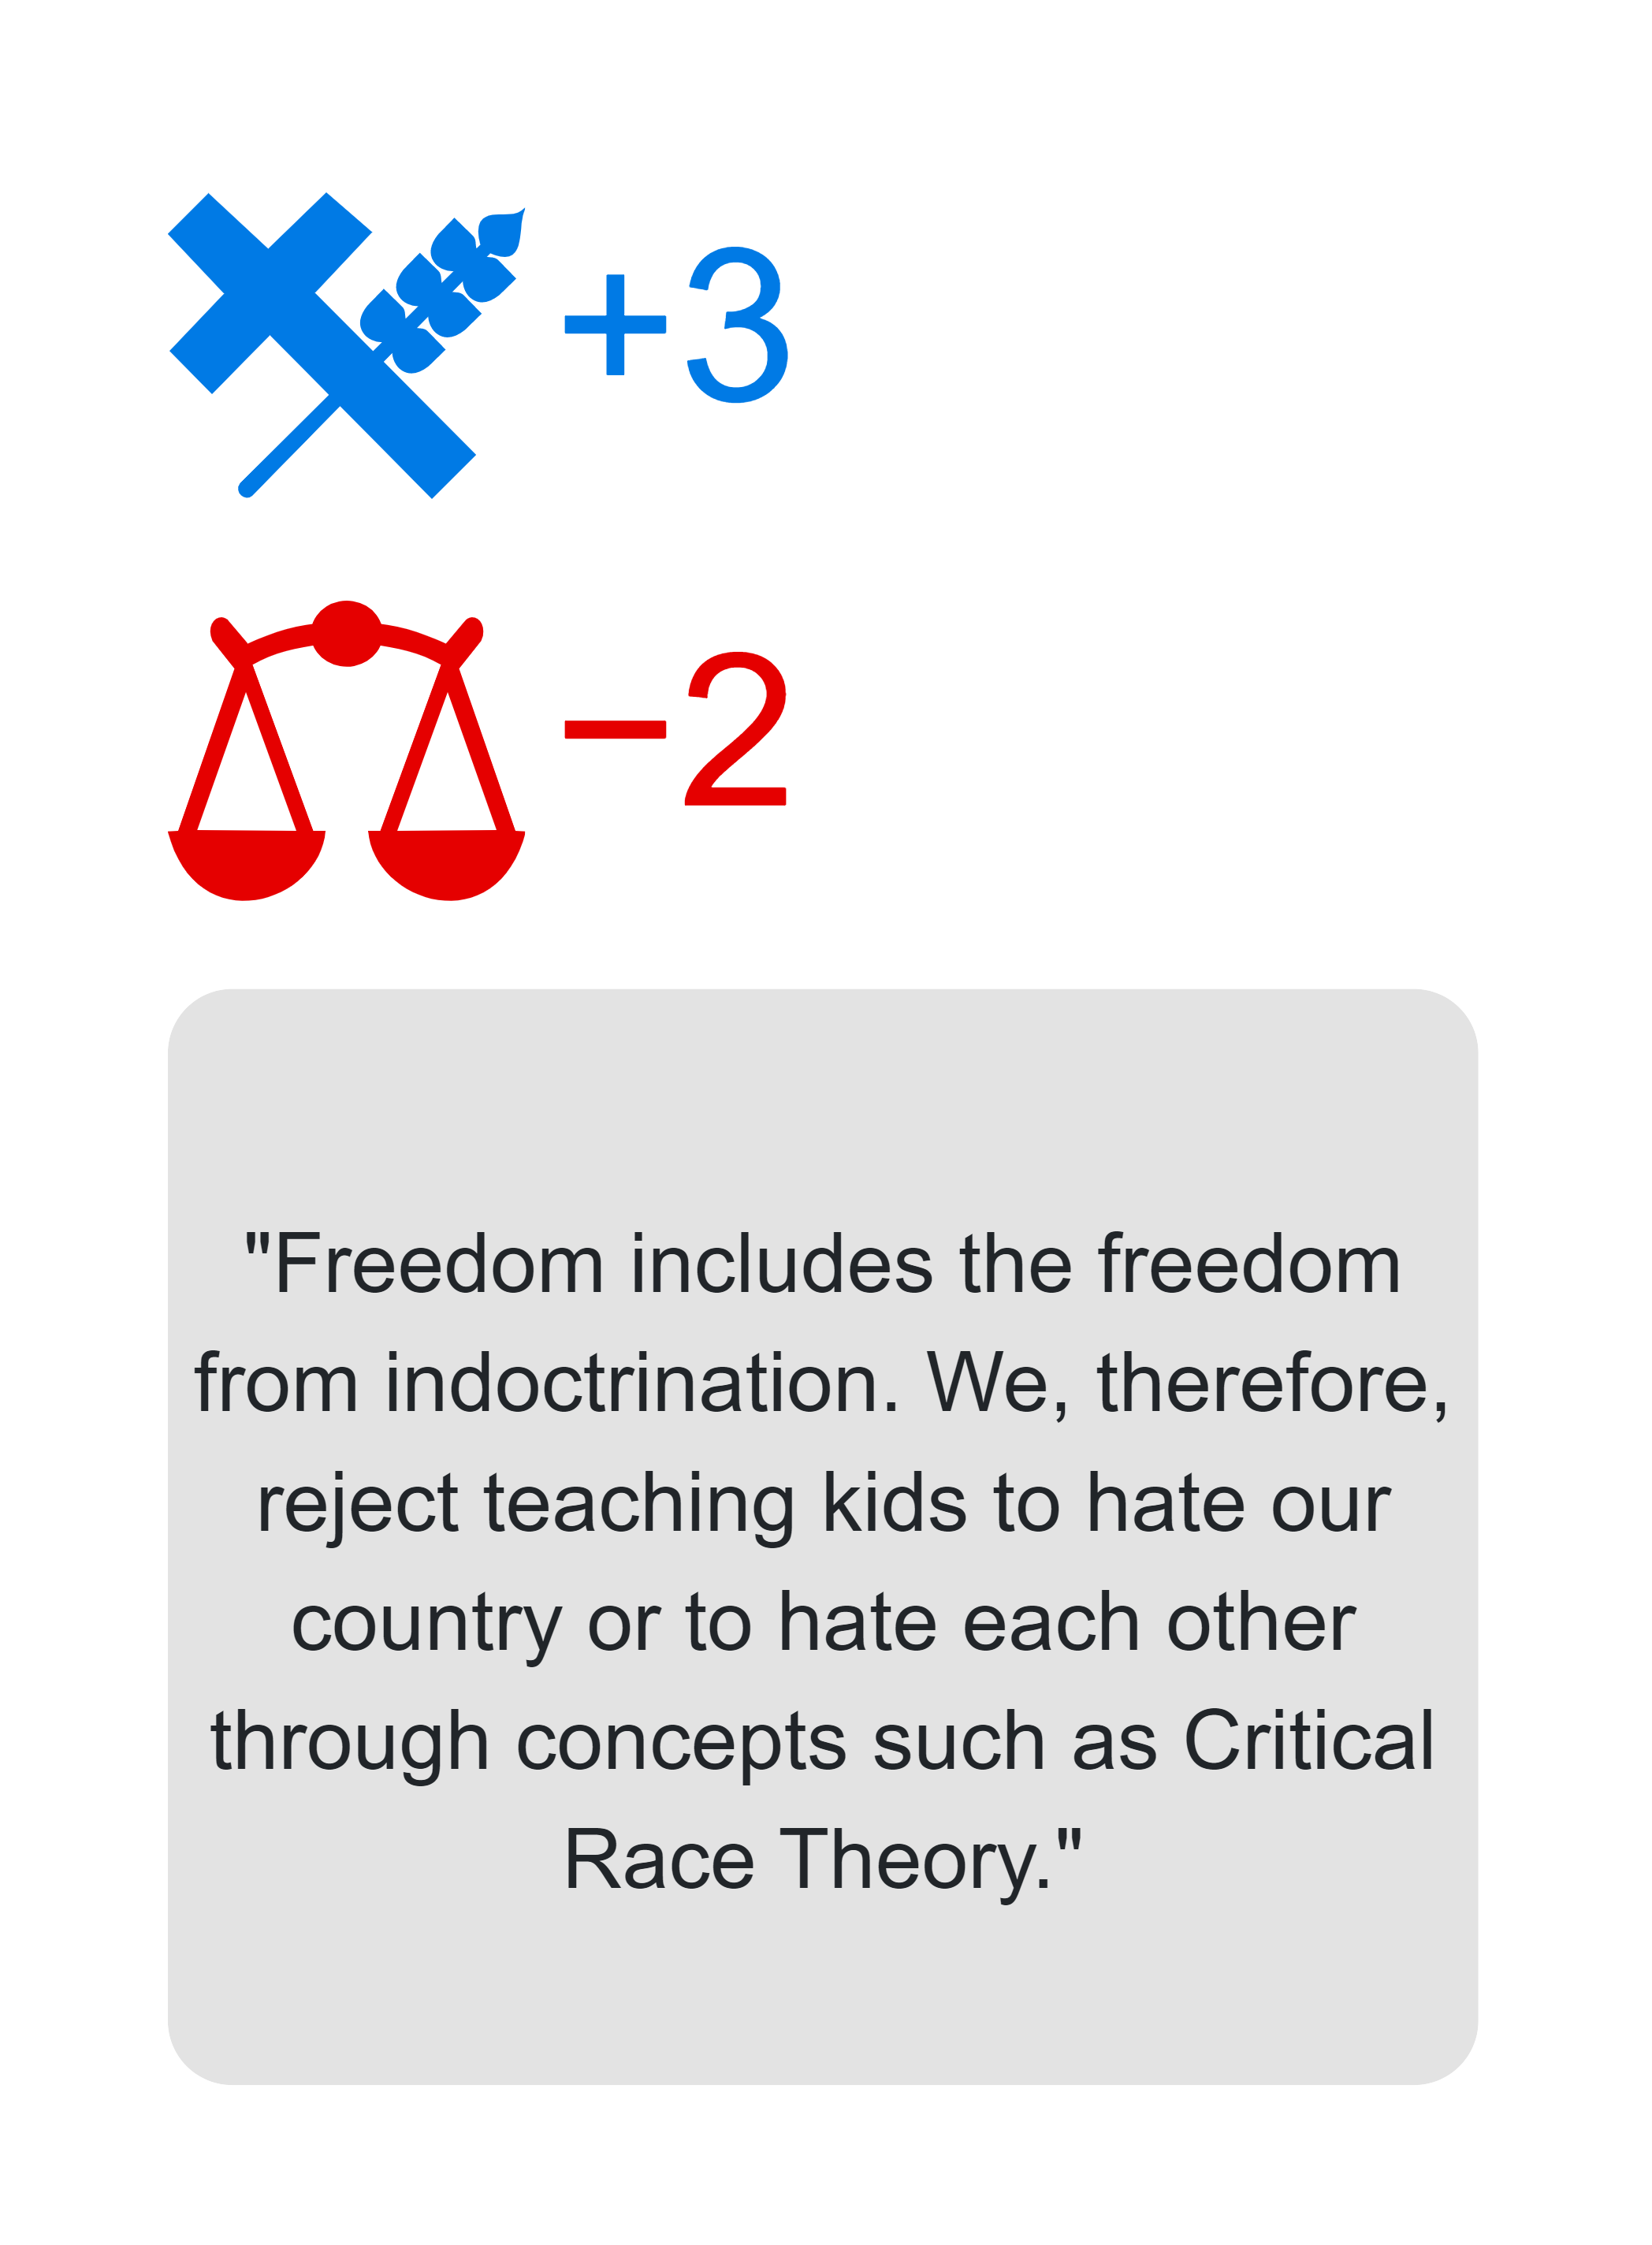 +3
−2
"Freedom includes the freedom
from indoctrination. We, therefore,
reject teaching kids to hate our
country or to hate each other
through concepts such as Critical
Race Theory."